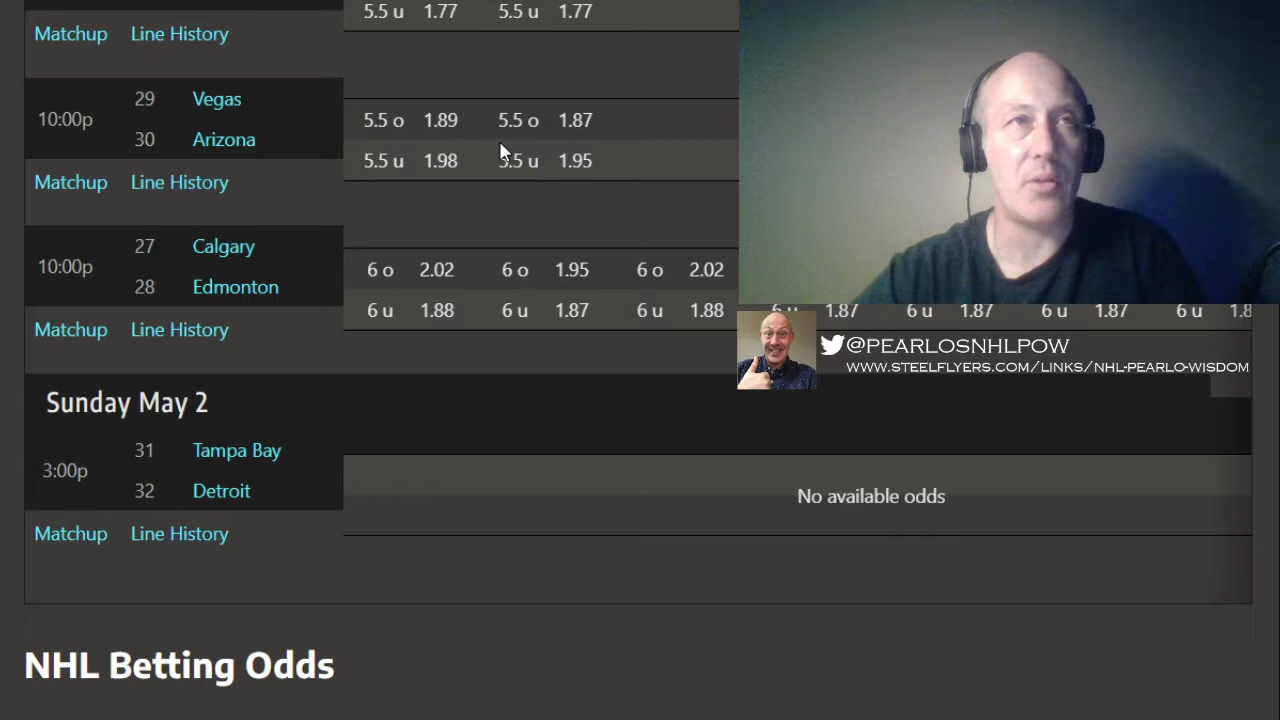 5.5 u 1.77 5.5 u 1.77
Matchup Line History
29 Vegas
10:00p
30 Arizona
5.5 o 1.89 5.5 o 1.87
5.5 u 1.98 5.5 u 1.95
Matchup Line History
27 Calgary
10:00p
28 Edmonton
6 o 2.02 6 o 1.95 6 o 2.02
6 u 1.88 6 u 1.87 6 u 1.88 6 u 1.87 6 u 1.87 6 u 1.87 6 u 1.8
Matchup Line History
@PEARLOSNHLPOW
WWW.STEELFLYERS.COM/LINKS/NHL-PEARLO-WISDOM
Sunday May 2
31 Tampa Bay
3:00p
32 Detroit
No available odds
Matchup Line History
NHL Betting Odds